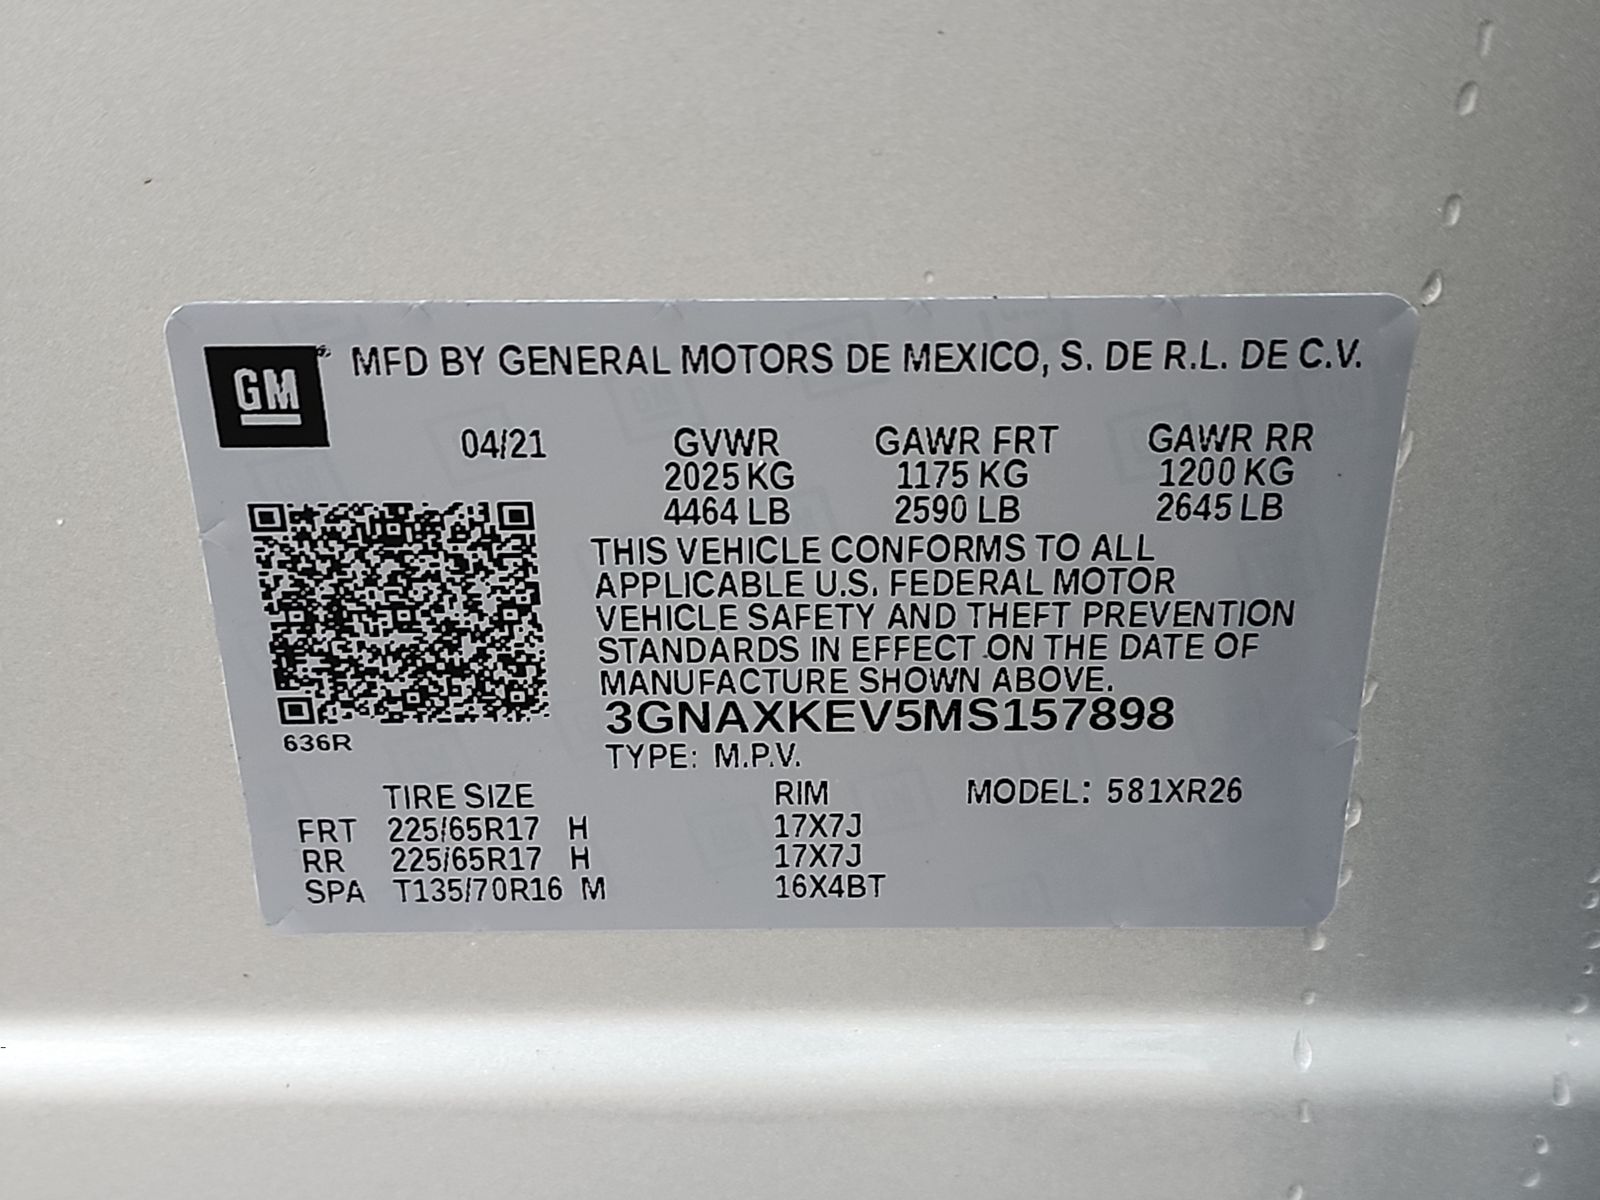 GM
MFD BY GENERAL MOTORS DE MEXICO, S. DE R.L. DE C.V.
04/21 GVWR GAWR FRT GAWR RR
2025 KG 1175 KG 1200 KG
4464 LB 2590 LB 2645 LB
THIS VEHICLE CONFORMS TO ALL
APPLICABLE U.S. FEDERAL MOTOR
VEHICLE SAFETY AND THEFT PREVENTION
STANDARDS IN EFFECT ON THE DATE OF
MANUFACTURE SHOWN ABOVE.
3GNAXKEV5MS157898
636R
TYPE: M.P.V.
TIRE SIZE RIM MODEL: 581XR26
FRT 225/65R17 H 17X7J
RR 225/65R17 H 17X7J
SPA T135/70R16 M 16X4BT